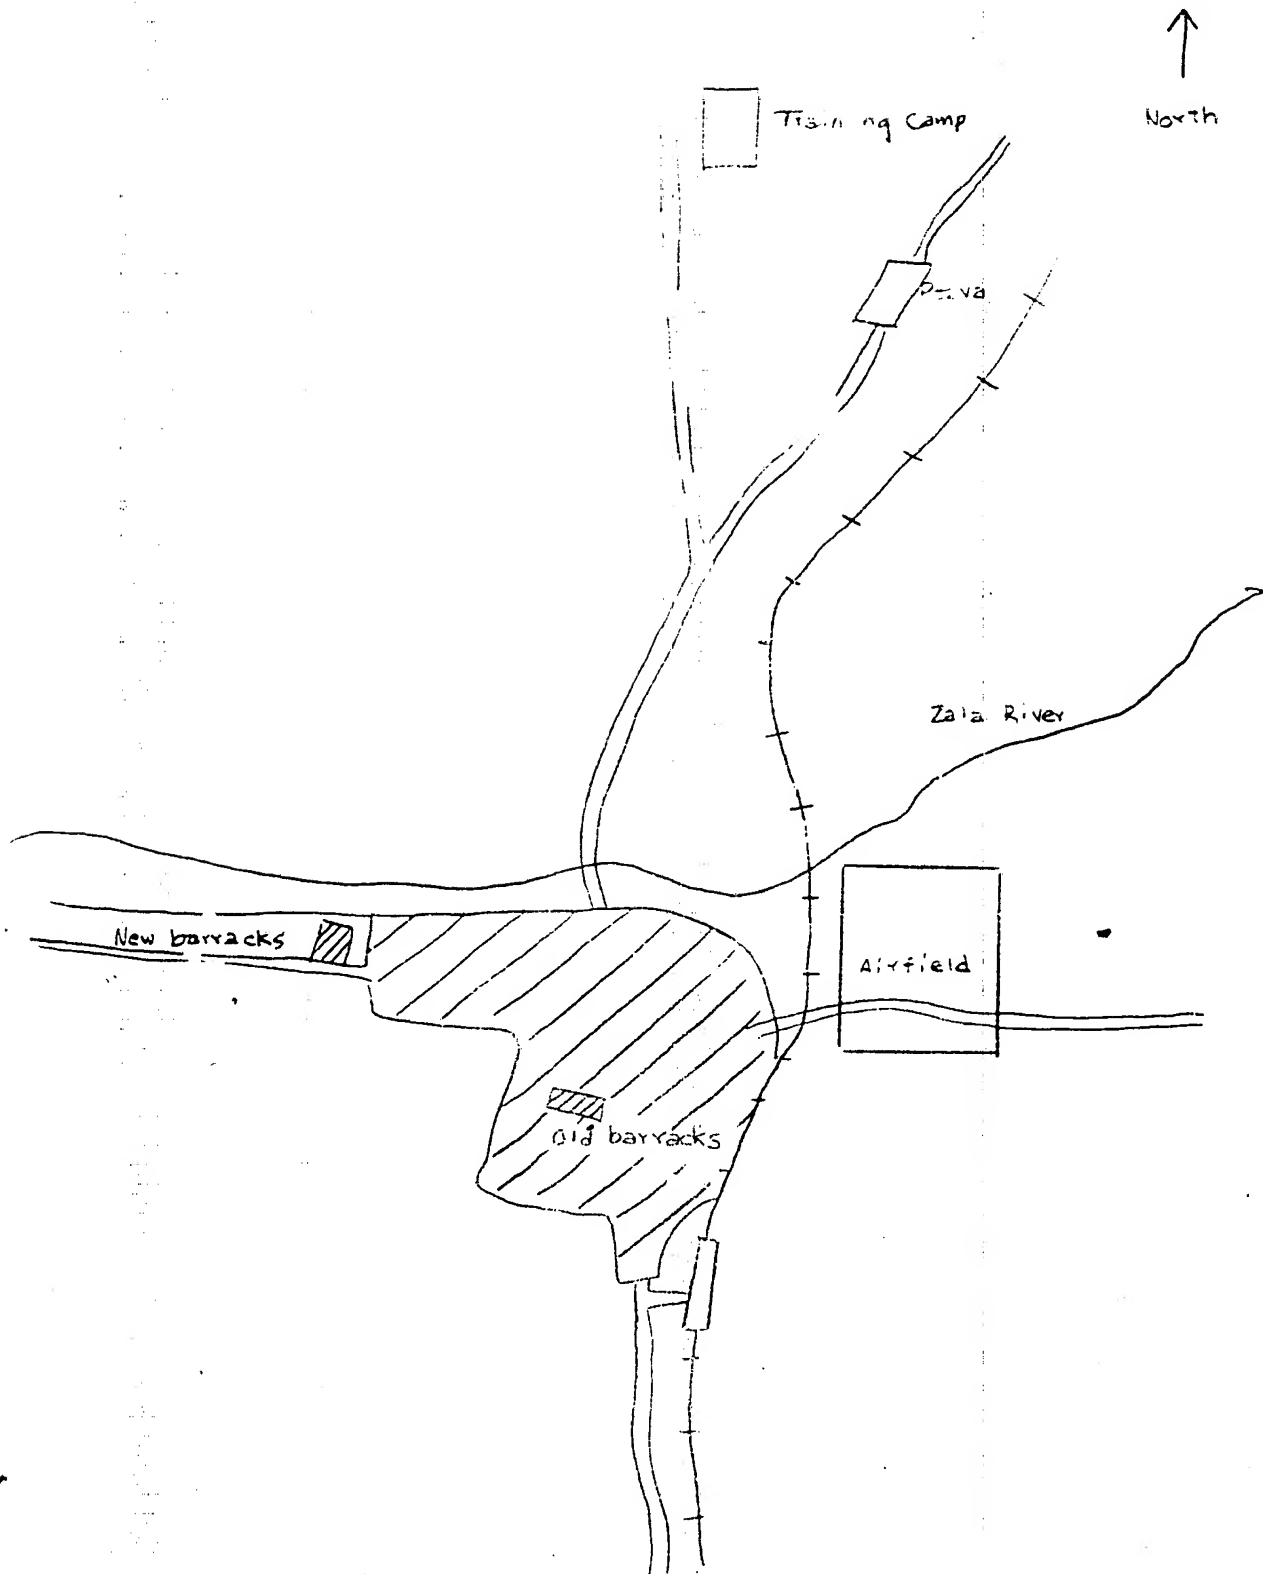 Training Camp
North
Zala River
New barracks
Airfield
Old barracks